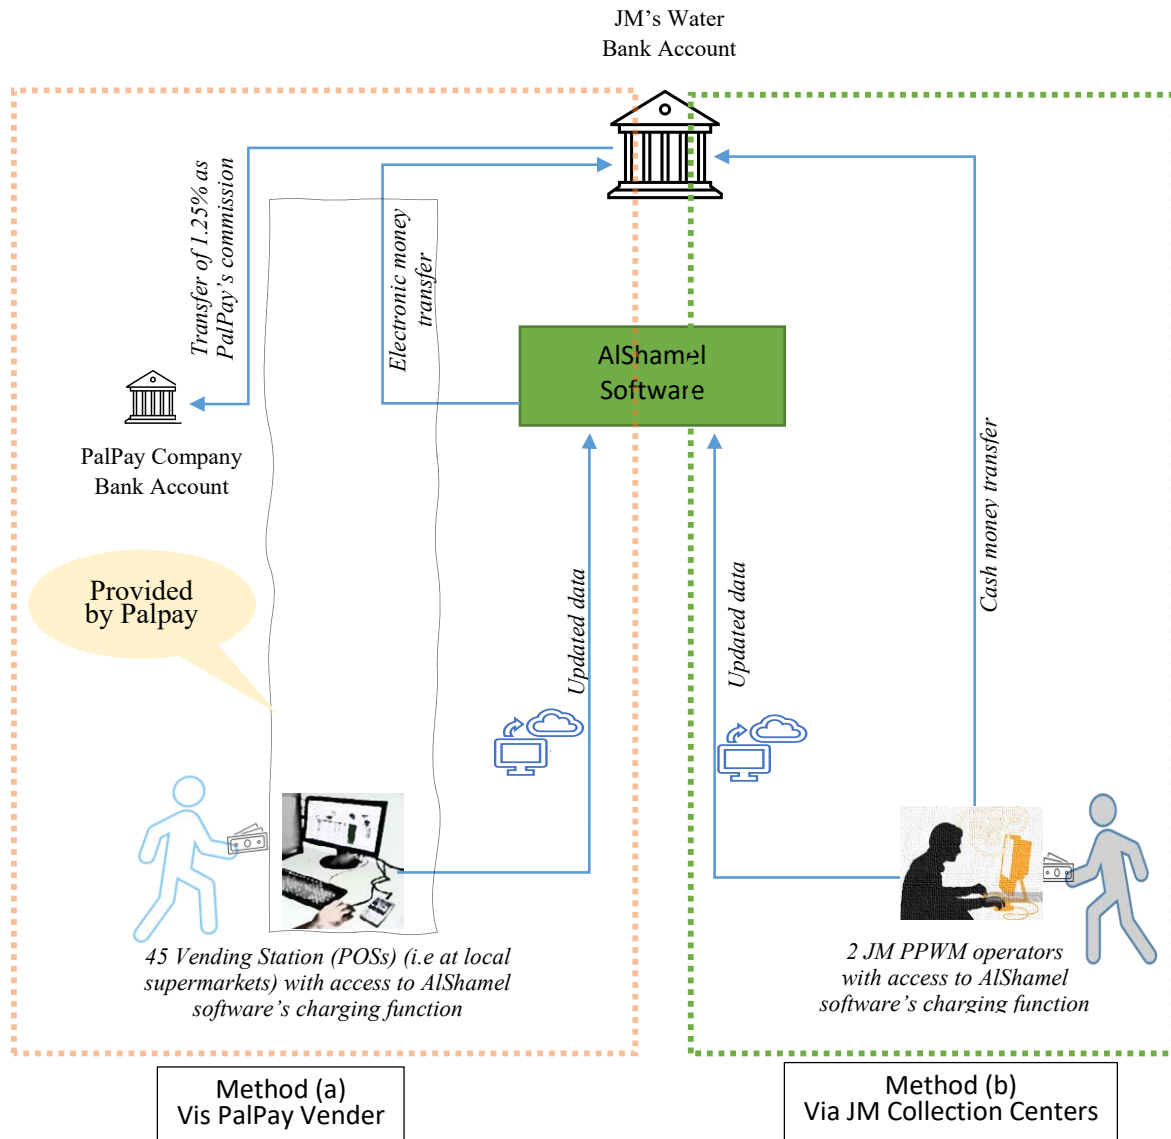 JM's Water
Bank Account
Transfer of 1.25% as
PalPay's commission
Electronic money
transfer
AlShamel
Software
PalPay Company
Bank Account
Cash money transfer
Provided
by Palpay
Updated data
Updated data
45 Vending Station (POSs) (i.e at local
supermarkets) with access to AlShamel
software's charging function
2 JM PPWM operators
with access to AlShamel
software's charging function
Method (a)
Vis PalPay Vender
Method (b)
Via JM Collection Centers